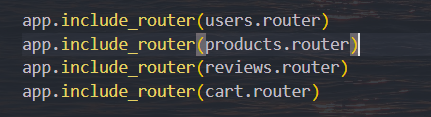 app.include_router(users.router)
app.include_router(products.router)
app.include_router(reviews.router)
app.include_router(cart.router)